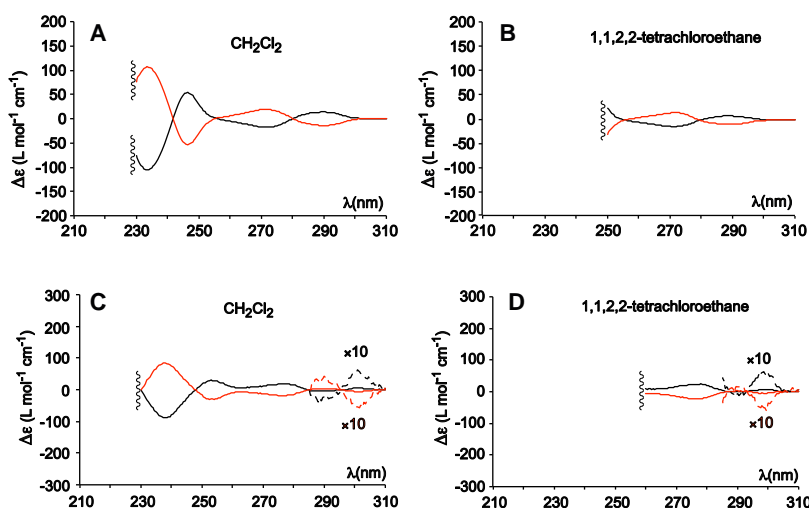 A
CH2Cl2
200
150
100
50
0
-50
-100
-150
-200
Δε (L mol-1 cm-1)
λ(nm)
210 230 250 270 290 310
B
1,1,2,2-tetrachloroethane
200
150
100
50
0
-50
-100
-150
-200
Δε (L mol-1 cm-1)
λ(nm)
210 230 250 270 290 310
C
CH2Cl2
300
200
100
0
-100
-200
-300
Δε (L mol-1 cm-1)
×10
×10
λ(nm)
210 230 250 270 290 310
D
1,1,2,2-tetrachloroethane
300
200
100
0
-100
-200
-300
Δε (L mol-1 cm-1)
×10
×10
λ(nm)
210 230 250 270 290 310